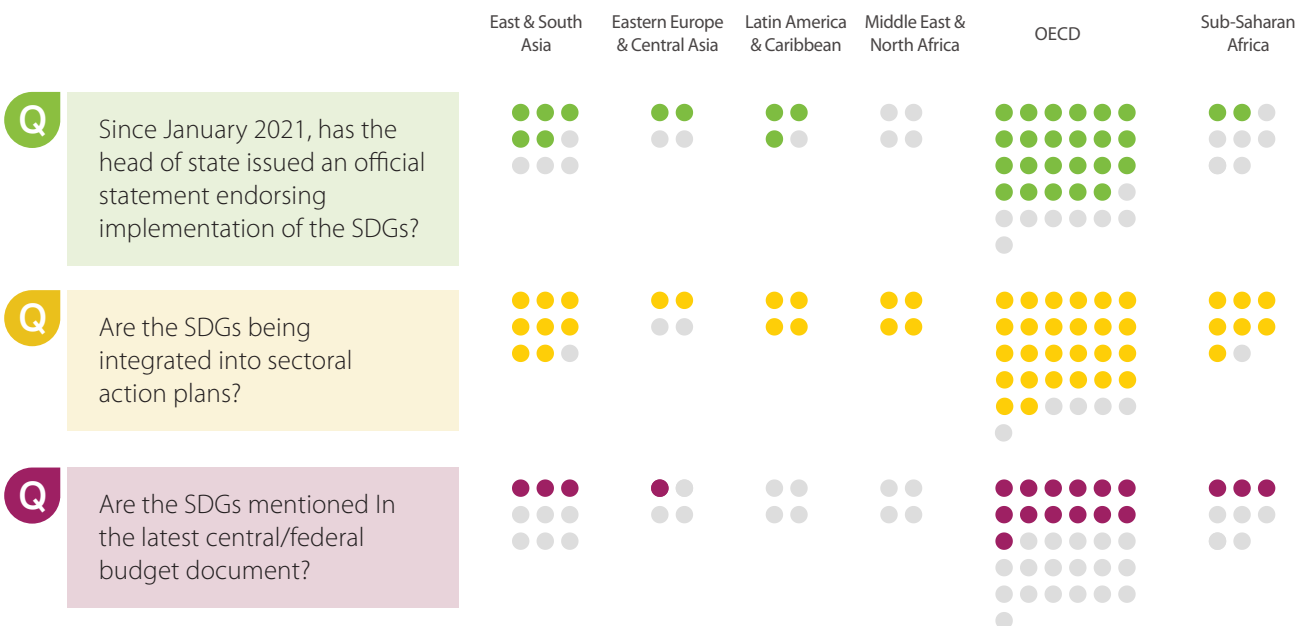 East & South
Asia
Eastern Europe
& Central Asia
Latin America
& Caribbean
Middle East &
North Africa
OECD
Sub-Saharan
Africa
Q
Since January 2021, has the
head of state issued an official
statement endorsing
implementation of the SDGs?
Q
Are the SDGs being
integrated into sectoral
action plans?
Q
Are the SDGs mentioned In
the latest central/federal
budget document?